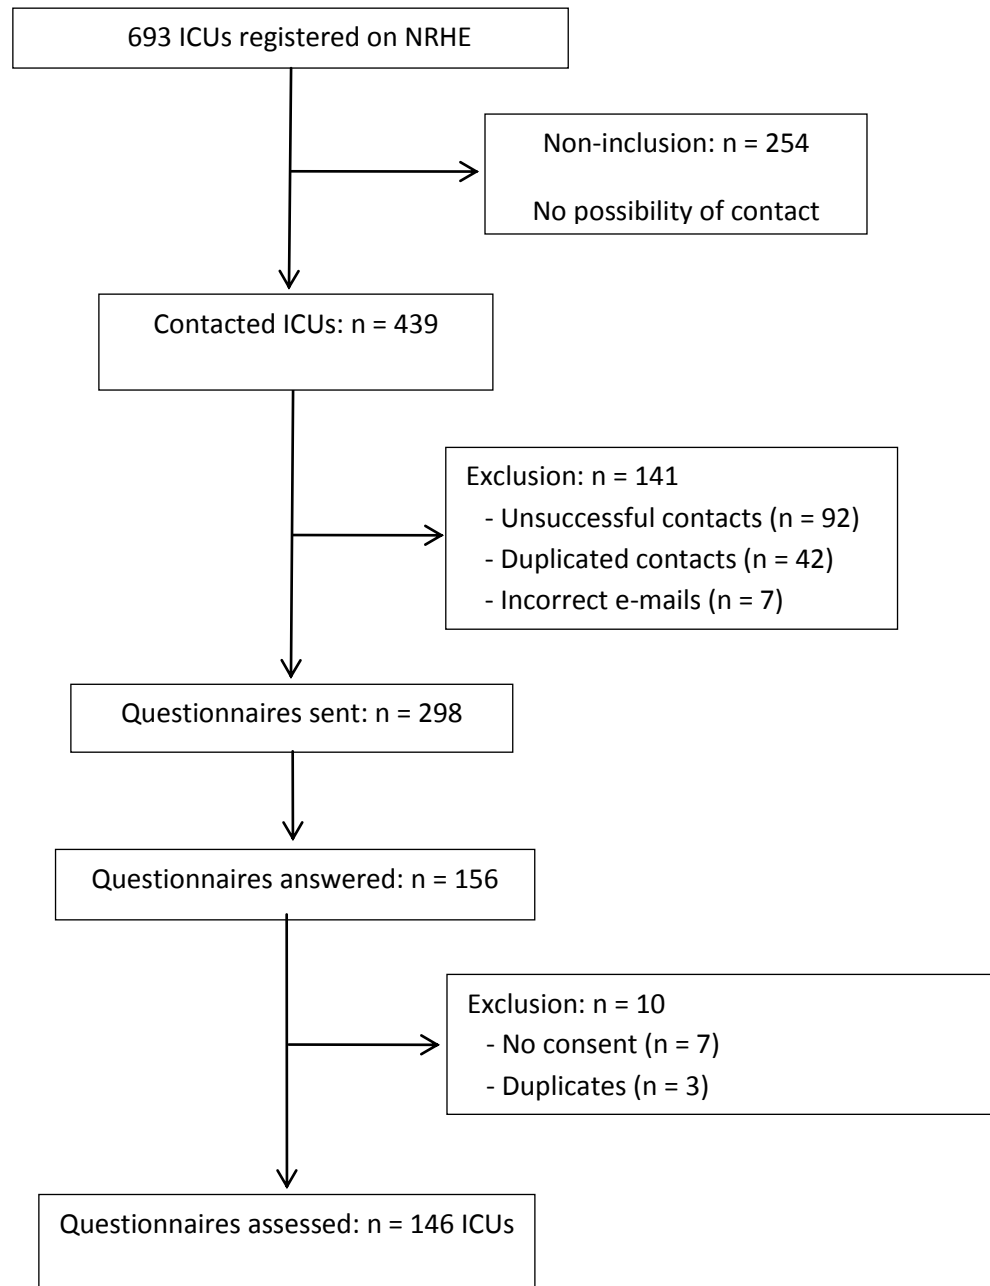 693 ICUs registered on NRHE
Non-inclusion: n = 254
No possibility of contact
Contacted ICUs: n = 439
Exclusion: n = 141
- Unsuccessful contacts (n = 92)
- Duplicated contacts (n = 42)
- Incorrect e-mails (n = 7)
Questionnaires sent: n = 298
Questionnaires answered: n = 156
Exclusion: n = 10
- No consent (n = 7)
- Duplicates (n = 3)
Questionnaires assessed: n = 146 ICUs